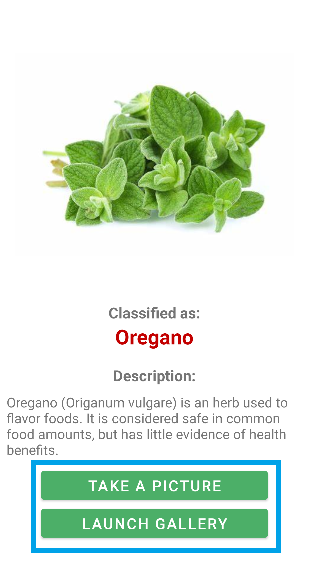 Classified as:
Oregano
Description:
Oregano (Origanum vulgare) is an herb used to
flavor foods. It is considered safe in common
food amounts, but has little evidence of health
benefits.
TAKE A PICTURE
LAUNCH GALLERY